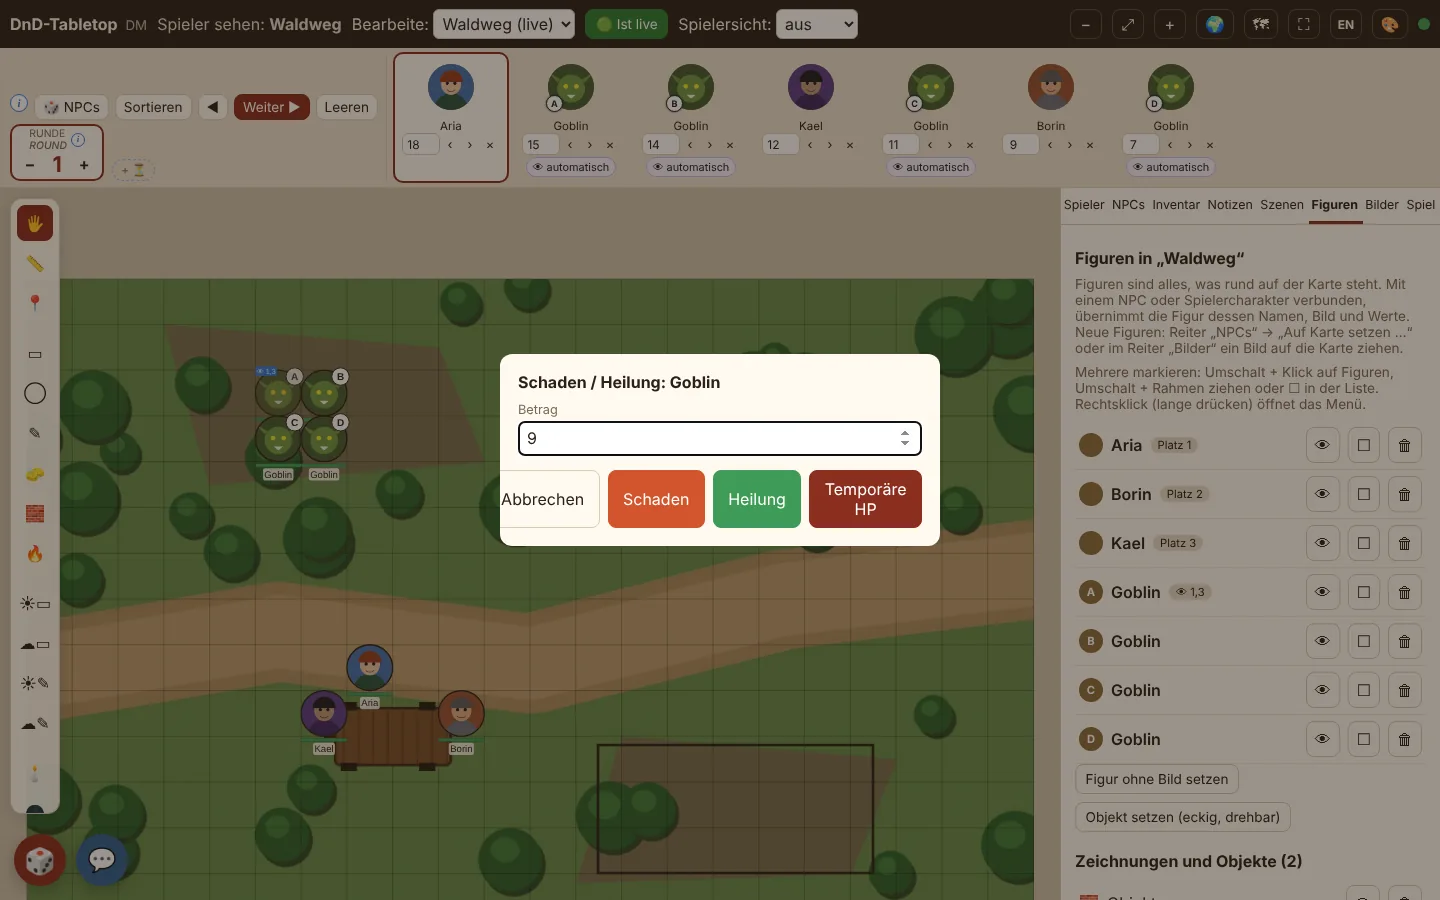 DnD-Tabletop DM Spieler sehen: Waldweg Bearbeite: Waldweg (live) Ist live Spielersicht: aus
− + EN
i NPCs Sortieren ◀ Weiter ▶ Leeren
RUNDE
ROUND i
− 1 +
+ ⏳
Aria
18 ‹ › ×
A
Goblin
15 ‹ › ×
automatisch
B
Goblin
14 ‹ › ×
automatisch
Kael
12 ‹ › ×
C
Goblin
11 ‹ › ×
automatisch
Borin
9 ‹ › ×
D
Goblin
7 ‹ › ×
automatisch
1,3
A B
C D
Goblin Goblin
Aria
Kael Borin
Schaden / Heilung: Goblin
Betrag
9
Abbrechen Schaden Heilung Temporäre
HP
Spieler NPCs Inventar Notizen Szenen Figuren Bilder Spiel
Figuren in „Waldweg“
Figuren sind alles, was rund auf der Karte steht. Mit
einem NPC oder Spielercharakter verbunden,
übernimmt die Figur dessen Namen, Bild und Werte.
Neue Figuren: Reiter „NPCs“ → „Auf Karte setzen ...“
oder im Reiter „Bilder“ ein Bild auf die Karte ziehen.
Mehrere markieren: Umschalt + Klick auf Figuren,
Umschalt + Rahmen ziehen oder ☐ in der Liste.
Rechtsklick (lange drücken) öffnet das Menü.
Aria Platz 1
Borin Platz 2
Kael Platz 3
A Goblin 1,3
B Goblin
C Goblin
D Goblin
Figur ohne Bild setzen
Objekt setzen (eckig, drehbar)
Zeichnungen und Objekte (2)